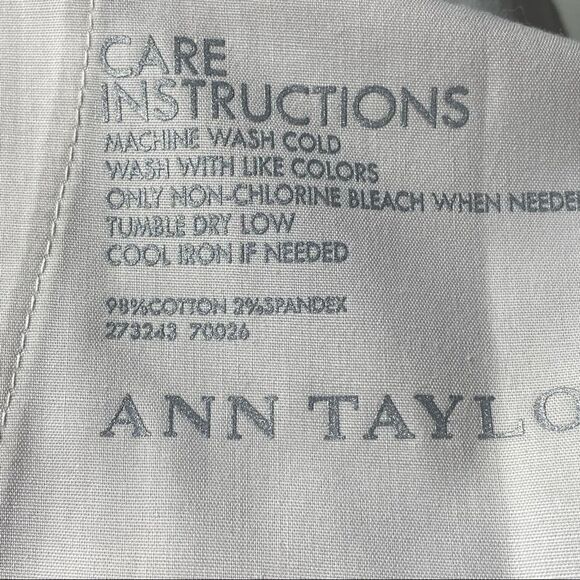 CARE
INSTRUCTIONS
MACHINE WASH COLD
WASH WITH LIKE COLORS
ONLY NON-CHLORINE BLEACH WHEN NEEDE
TUMBLE DRY LOW
COOL IRON IF NEEDED
98%COTTON 2%SPANDEX
273243 70026
ANN TAYLO